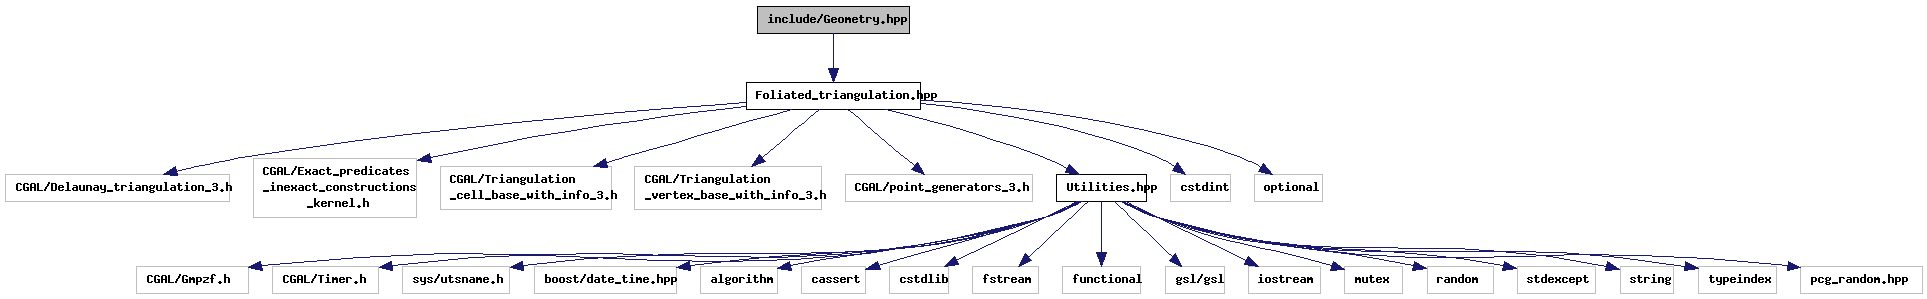 include/Geometry.hpp
Foliated_triangulation.hpp
CGAL/Delaunay_triangulation_3.h
CGAL/Exact_predicates
_inexact_constructions
_kernel.h
CGAL/Triangulation
_cell_base_with_info_3.h
CGAL/Triangulation
_vertex_base_with_info_3.h
CGAL/point_generators_3.h
Utilities.hpp
cstdint
optional
CGAL/Gmpzf.h
CGAL/Timer.h
sys/utsname.h
boost/date_time.hpp
algorithm
cassert
cstdlib
fstream
functional
gsl/gsl
iostream
mutex
random
stdexcept
string
typeindex
pcg_random.hpp